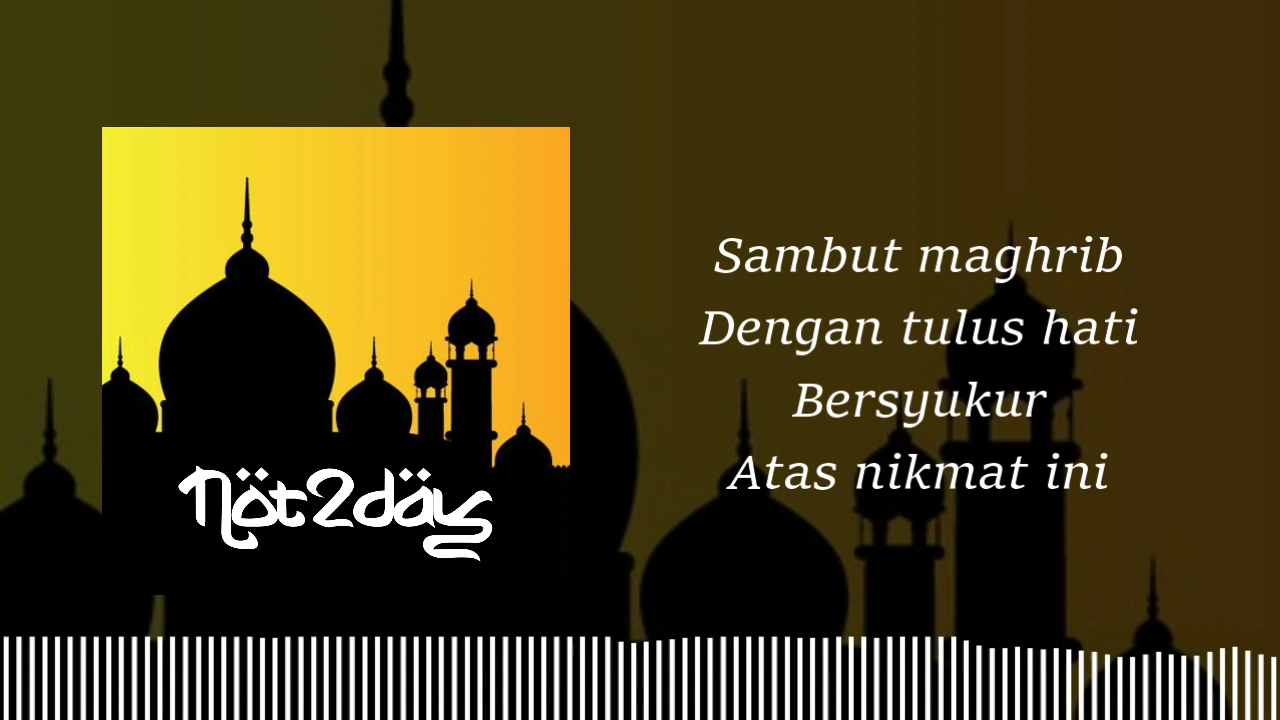 Nöt2däy
Sambut maghrib
Dengan tulus hati
Bersyukur
Atas nikmat ini